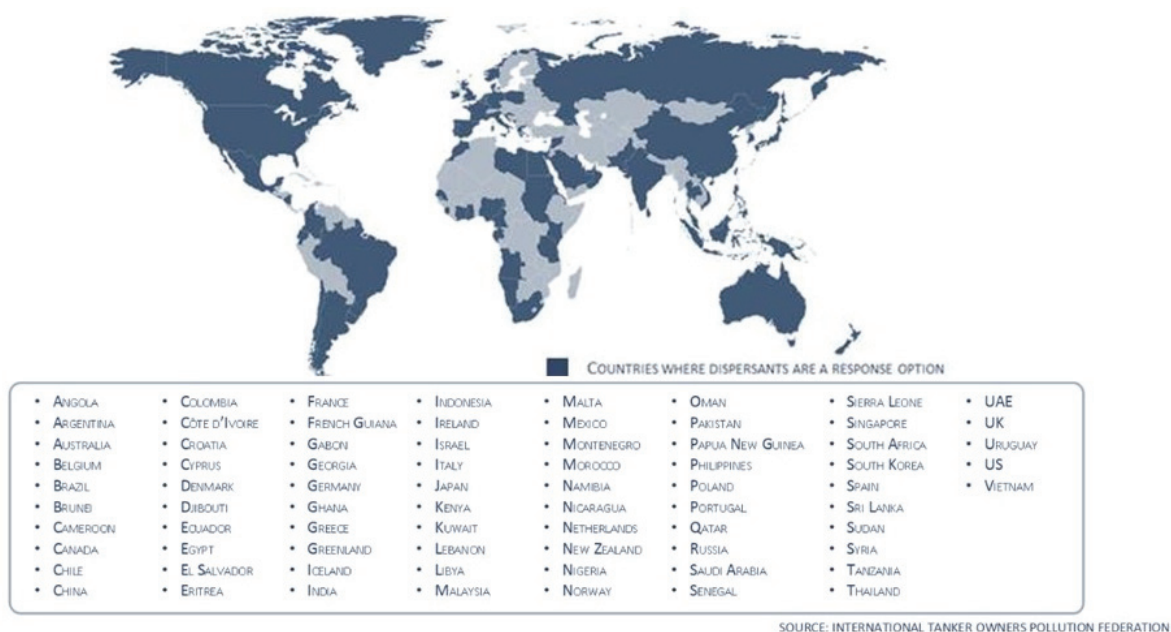 COUNTRIES WHERE DISPERSANTS ARE A RESPONSE OPTION
• ANGOLA
• ARGENTINA
• AUSTRALIA
• BELGIUM
• BRAZIL
• BRUNEI
• CAMEROON
• CANADA
• CHILE
• CHINA
• COLOMBIA
• CÔTE D'IVOIRE
• CROATIA
• CYPRUS
• DENMARK
• DJIBOUTI
• ECUADOR
• EGYPT
• EL SALVADOR
• ERITREA
• FRANCE
• FRENCH GUIANA
• GABON
• GEORGIA
• GERMANY
• GHANA
• GREECE
• GREENLAND
• ICELAND
• INDIA
• INDONESIA
• IRELAND
• ISRAEL
• ITALY
• JAPAN
• KENYA
• KUWAIT
• LEBANON
• LIBYA
• MALAYSIA
• MALTA
• MEXICO
• MONTENEGRO
• MOROCCO
• NAMIBIA
• NICARAGUA
• NETHERLANDS
• NEW ZEALAND
• NIGERIA
• NORWAY
• OMAN
• PAKISTAN
• PAPUA NEW GUINEA
• PHILIPPINES
• POLAND
• PORTUGAL
• QATAR
• RUSSIA
• SAUDI ARABIA
• SENEGAL
• SIERRA LEONE
• SINGAPORE
• SOUTH AFRICA
• SOUTH KOREA
• SPAIN
• SRI LANKA
• SUDAN
• SYRIA
• TANZANIA
• THAILAND
• UAE
• UK
• URUGUAY
• US
• VIETNAM
SOURCE: INTERNATIONAL TANKER OWNERS POLLUTION FEDERATION